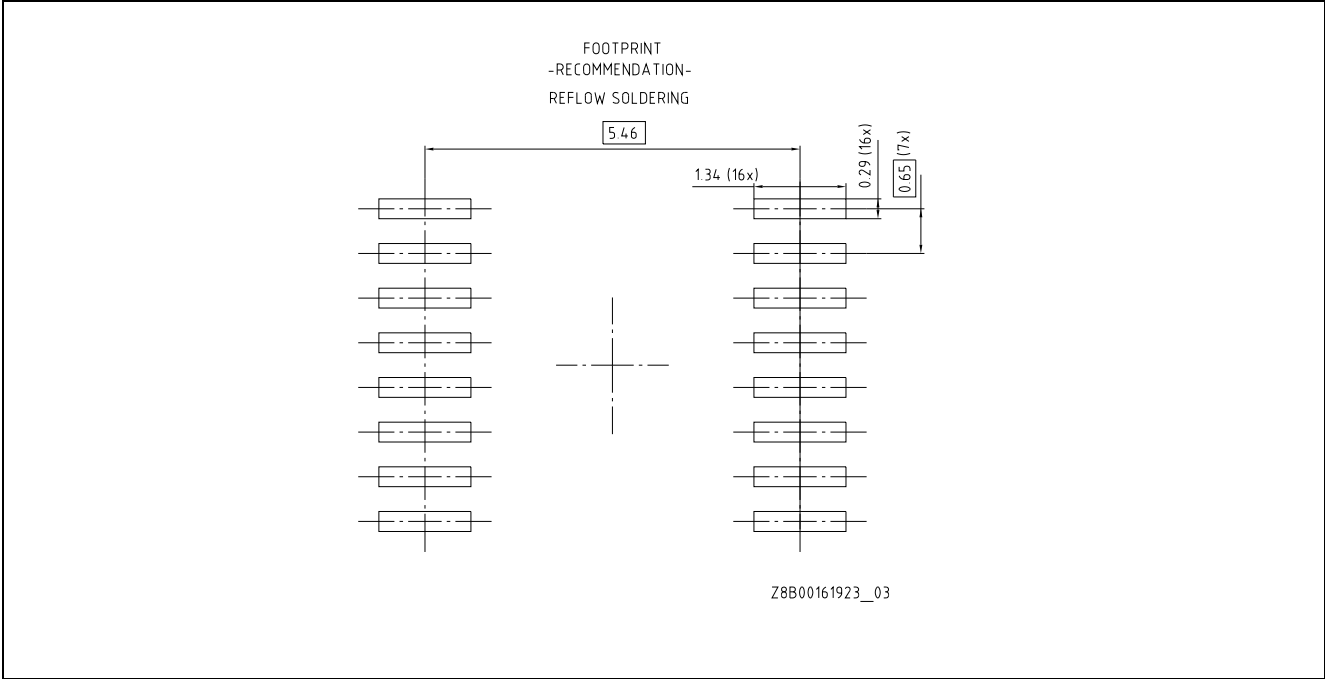 FOOTPRINT
-RECOMMENDATION-
REFLOW SOLDERING
5.46
1.34 (16x)
0.29 (16x)
0.65 (7x)
Z8B00161923_03